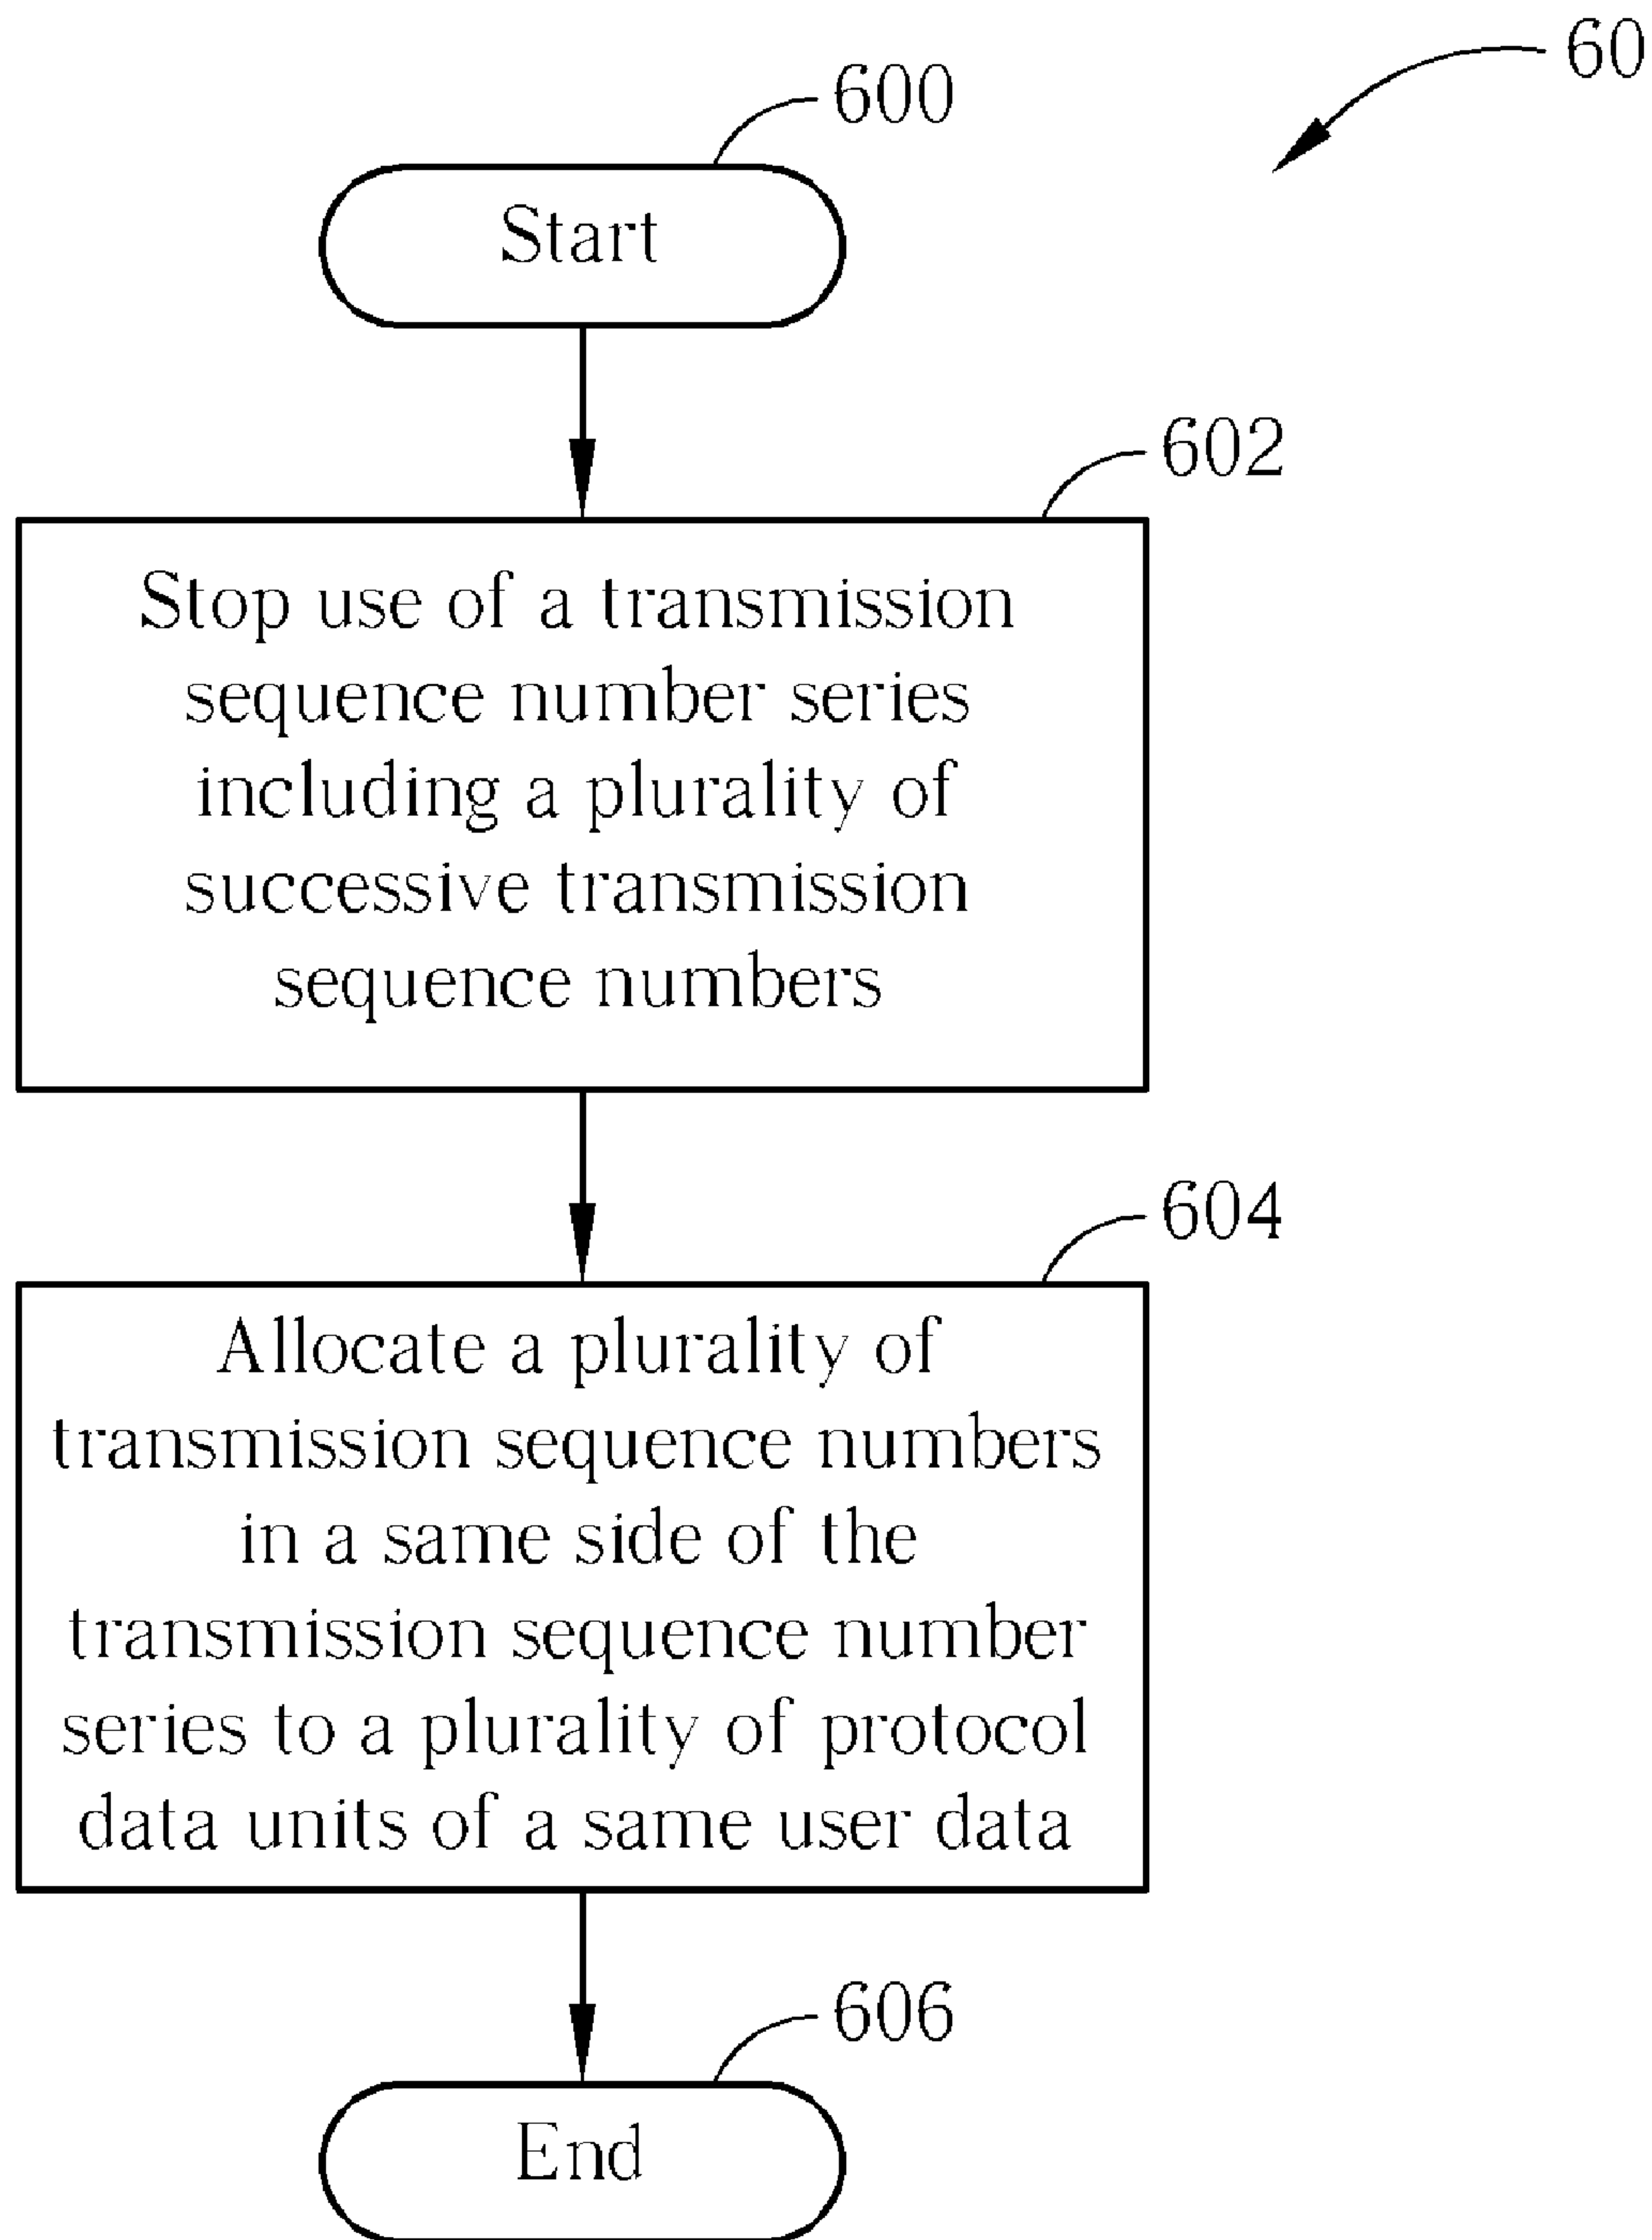 60
600
Start
602
Stop use of a transmission
sequence number series
including a plurality of
successive transmission
sequence numbers
604
Allocate a plurality of
transmission sequence numbers
in a same side of the
transmission sequence number
series to a plurality of protocol
data units of a same user data
606
End